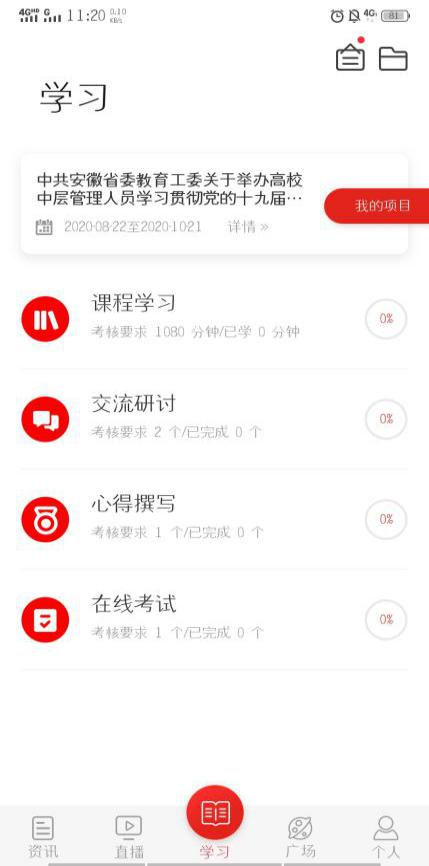 4GHD G 11:20 0.10 KB/s 4G 81
学习
中共安徽省委教育工委关于举办高校
中层管理人员学习贯彻党的十九届…
我的项目
2020-08-22至2020-10-21 详情 »
课程学习
考核要求 1080 分钟/已学 0 分钟
0%
交流研讨
考核要求 2 个/已完成 0 个
0%
心得撰写
考核要求 1 个/已完成 0 个
0%
在线考试
考核要求 1 个/已完成 0 个
0%
资讯 直播 学习 广场 个人